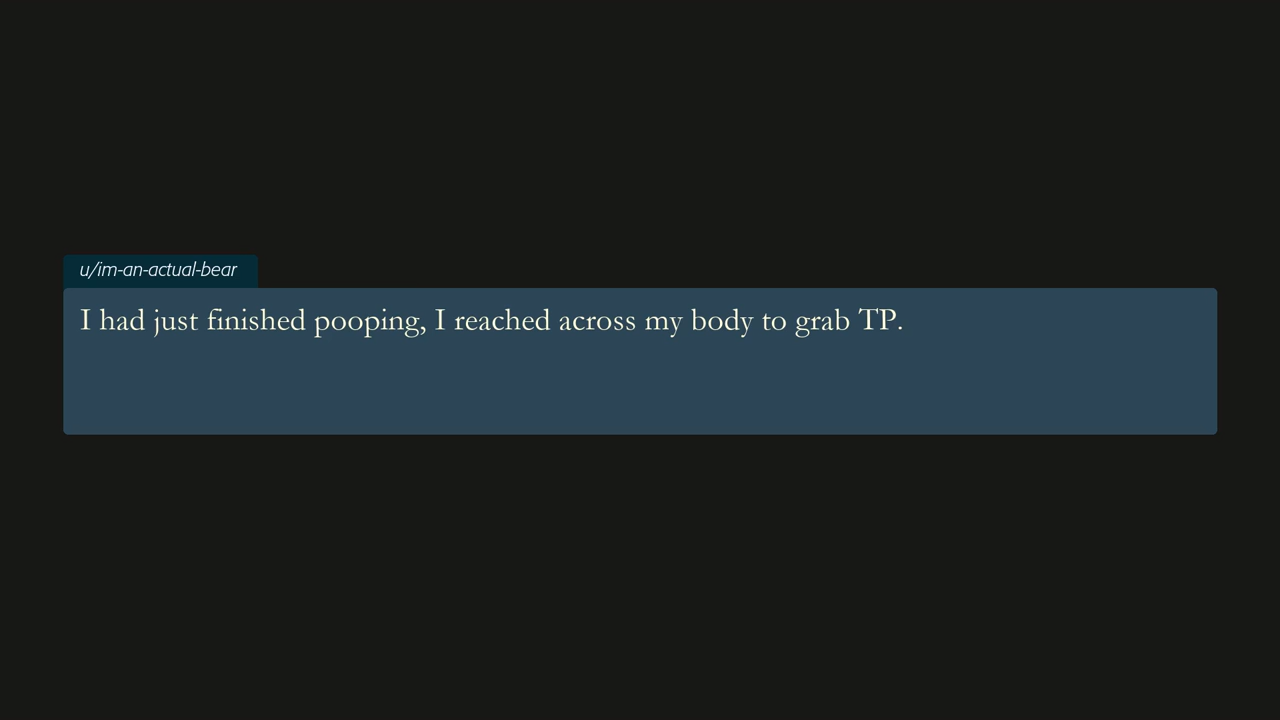 u/im-an-actual-bear
I had just finished pooping, I reached across my body to grab TP.